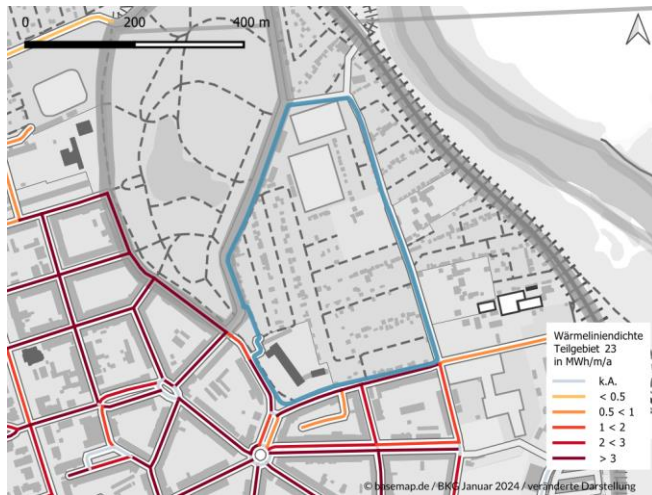 0 200 400 m
Wärmeliniendichte
Teilgebiet 23
in MWh/m/a
k.A.
< 0.5
0.5 < 1
1 < 2
2 < 3
> 3
© basemap.de / BKG Januar 2024 / veränderte Darstellung